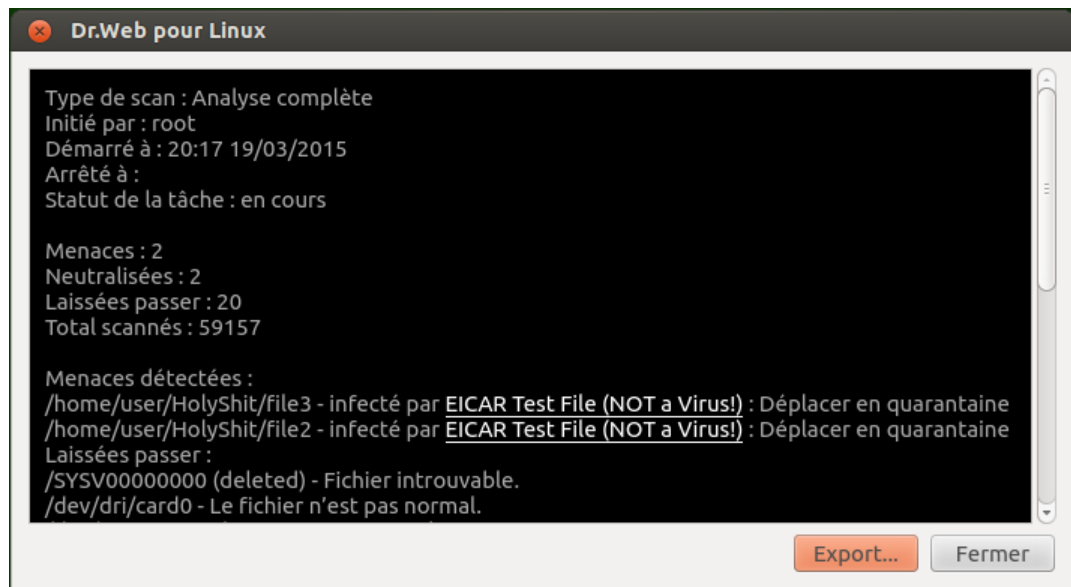 Dr.Web pour Linux
Type de scan : Analyse complète
Initié par : root
Démarré à : 20:17 19/03/2015
Arrêté à :
Statut de la tâche : en cours
Menaces : 2
Neutralisées : 2
Laissées passer : 20
Total scannés : 59157
Menaces détectées :
/home/user/HolyShit/file3 - infecté par EICAR Test File (NOT a Virus!) : Déplacer en quarantaine
/home/user/HolyShit/file2 - infecté par EICAR Test File (NOT a Virus!) : Déplacer en quarantaine
Laissées passer :
/SYSV00000000 (deleted) - Fichier introuvable.
/dev/dri/card0 - Le fichier n’est pas normal.
Export...
Fermer